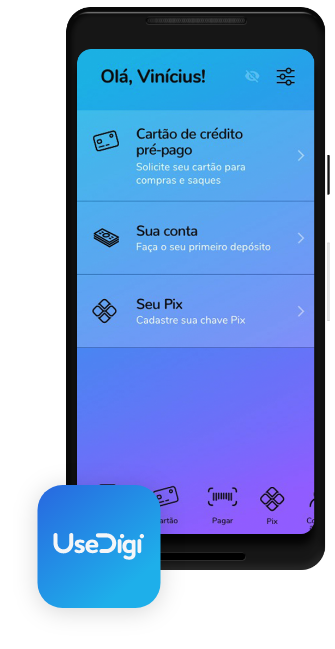 Olá, Vinícius!
Cartão de crédito
pré-pago
Solicite seu cartão para
compras e saques
Sua conta
Faça o seu primeiro depósito
Seu Pix
Cadastre sua chave Pix
artão
Pagar
Pix
UseDigi